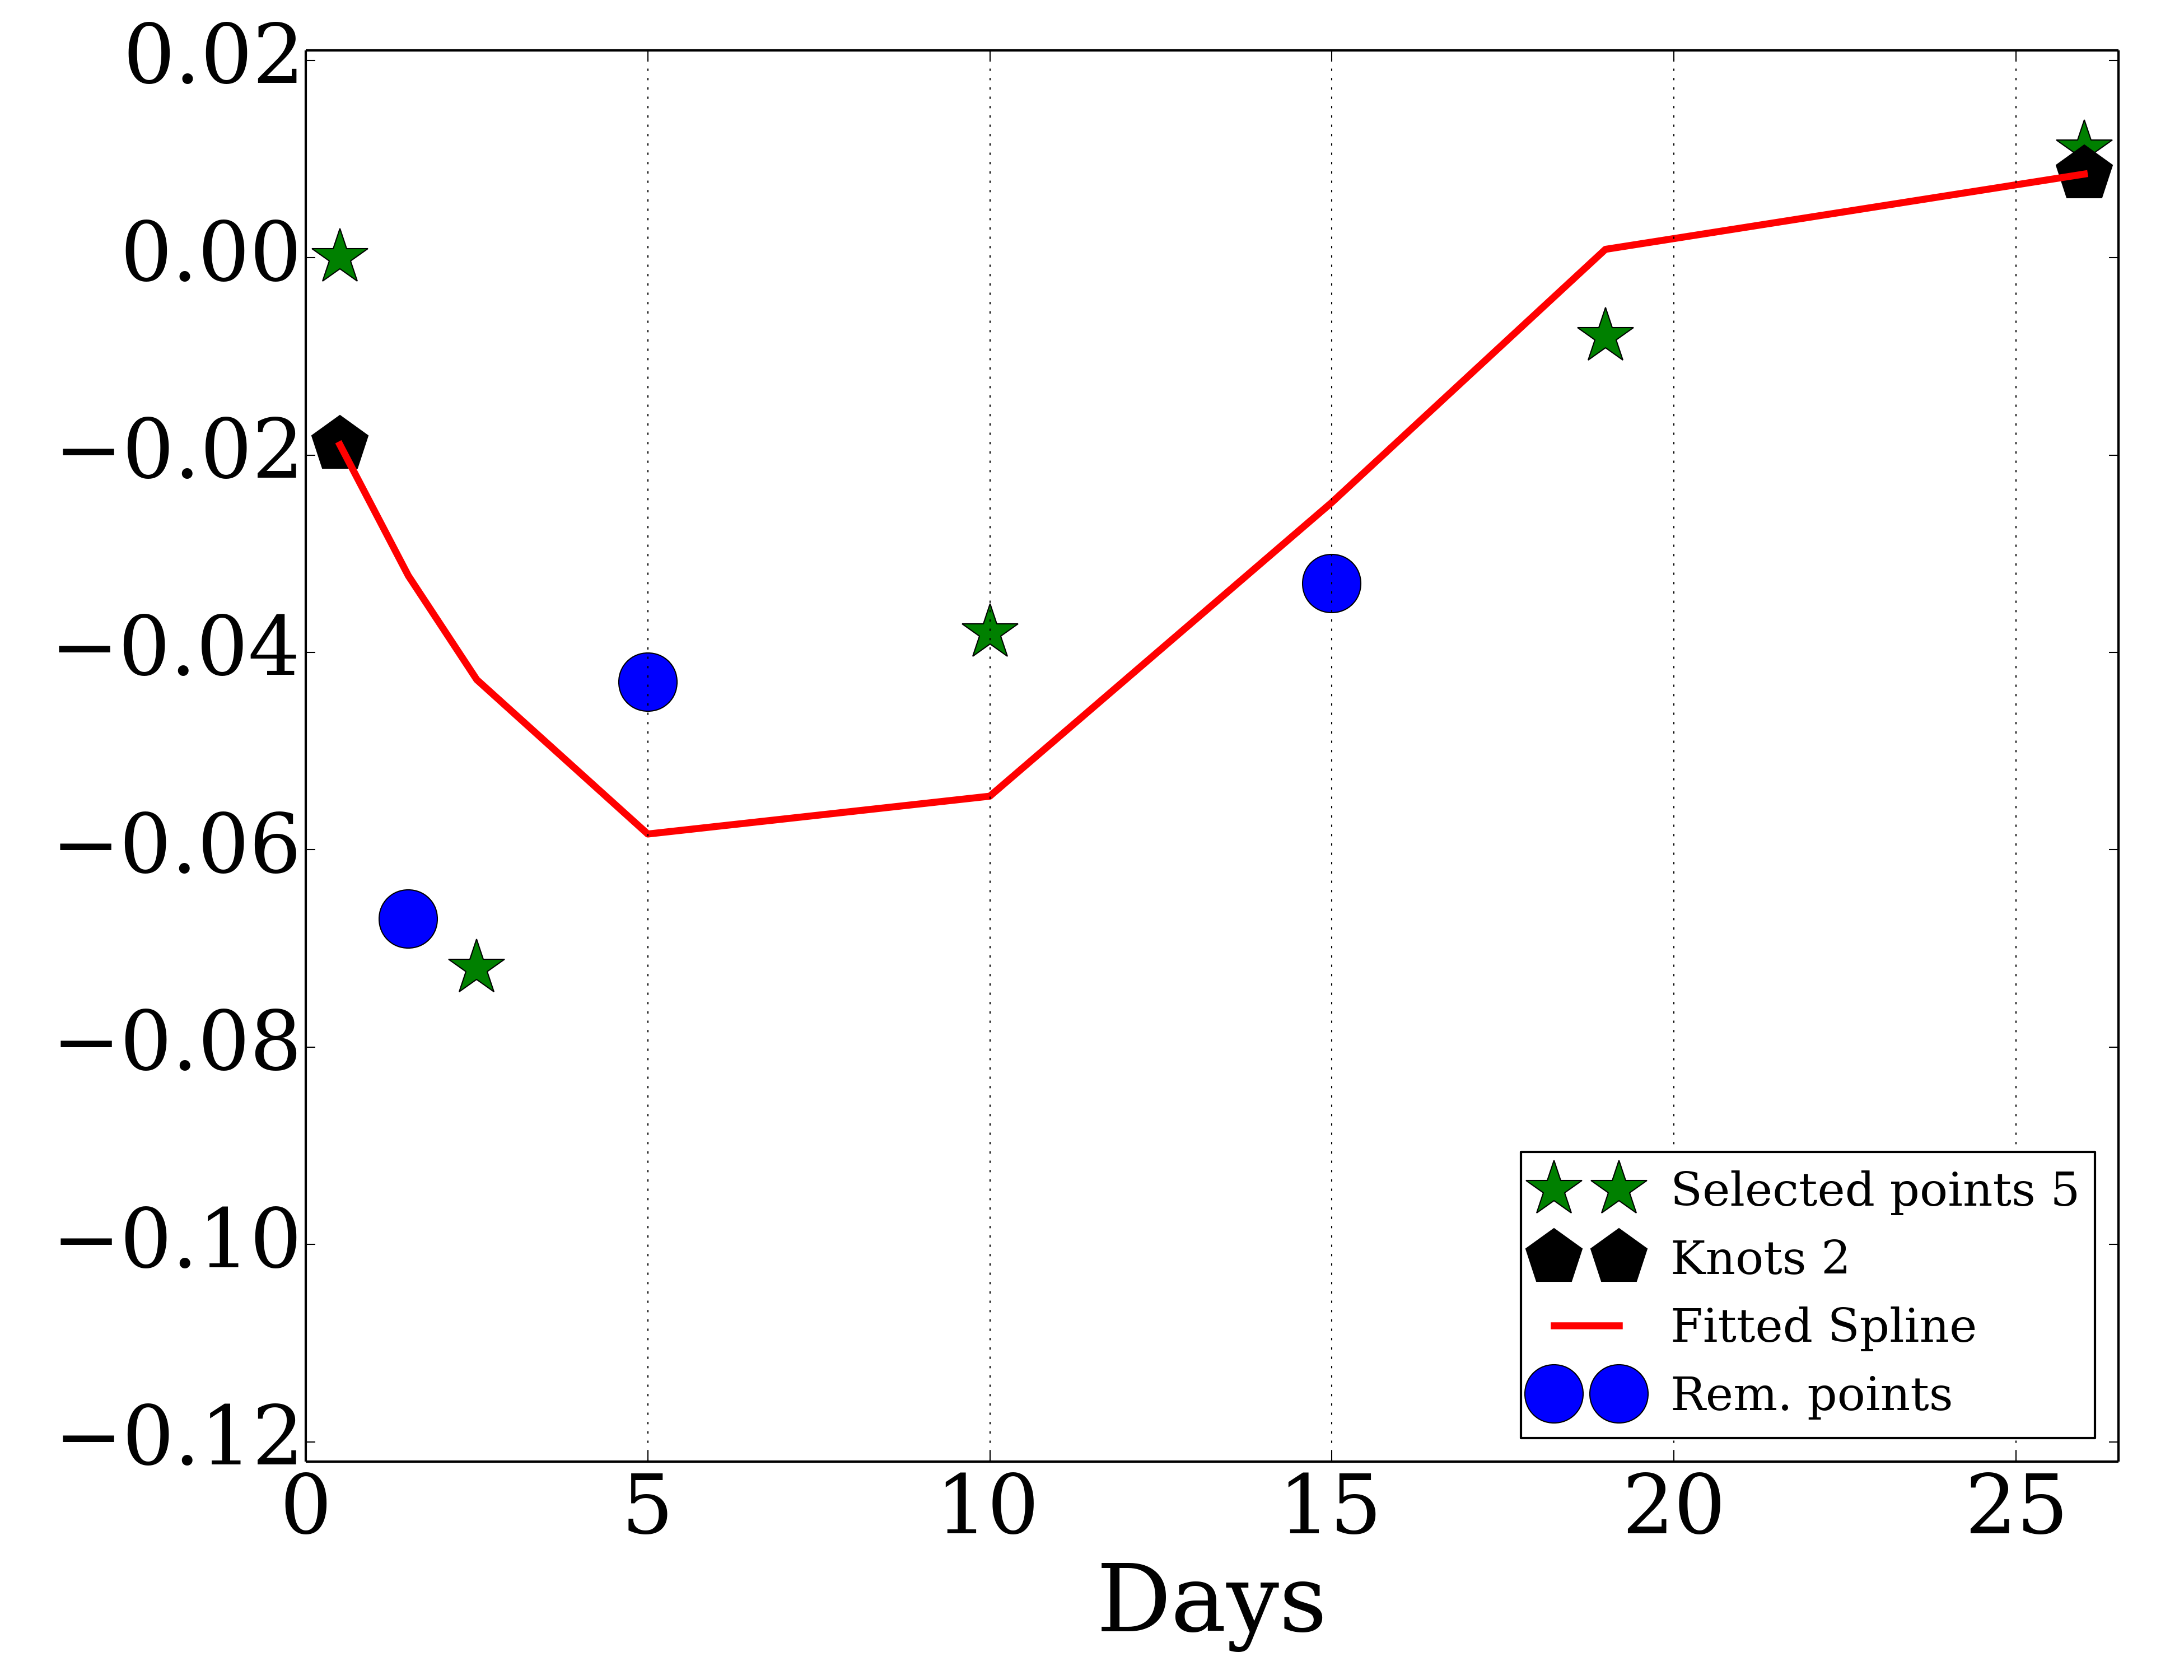 0.02
0.00
−0.02
−0.04
−0.06
−0.08
−0.10
−0.12
0 5 10 15 20 25
Days
Selected points 5
Knots 2
Fitted Spline
Rem. points